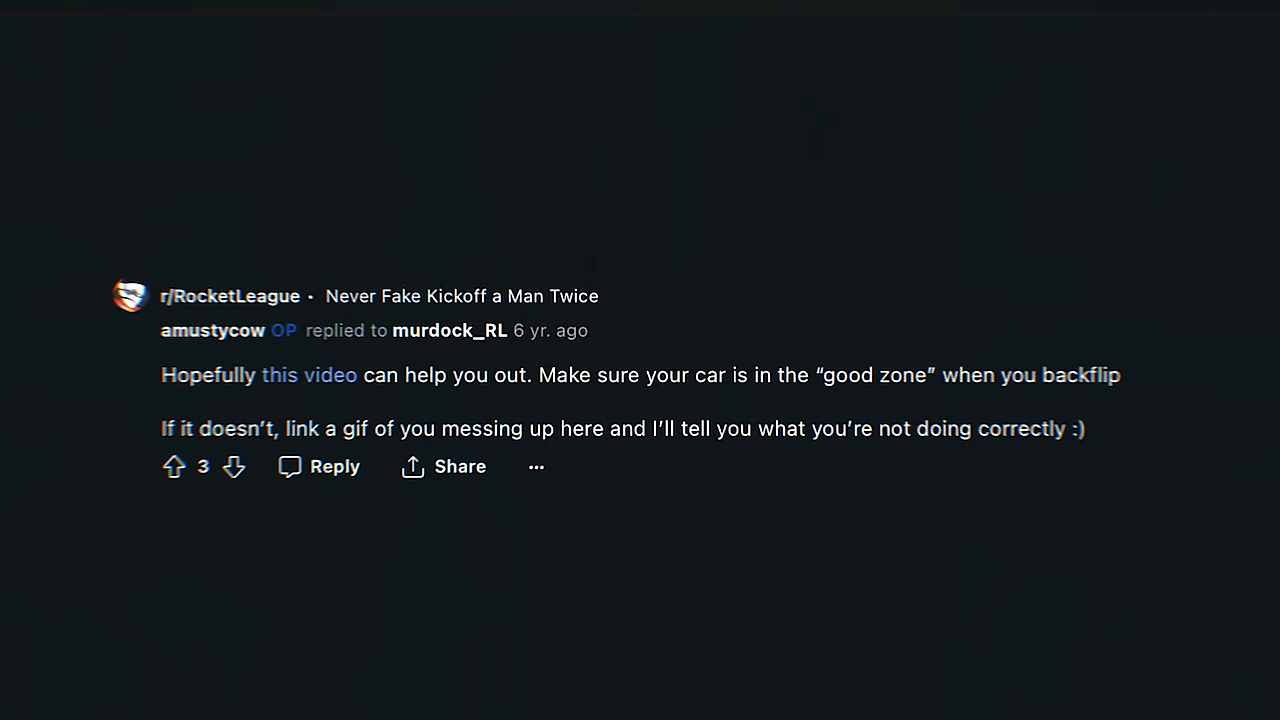 r/RocketLeague • Never Fake Kickoff a Man Twice
amustycow OP replied to murdock_RL 6 yr. ago
Hopefully this video can help you out. Make sure your car is in the “good zone” when you backflip
If it doesn’t, link a gif of you messing up here and I’ll tell you what you’re not doing correctly :)
3 Reply Share ···